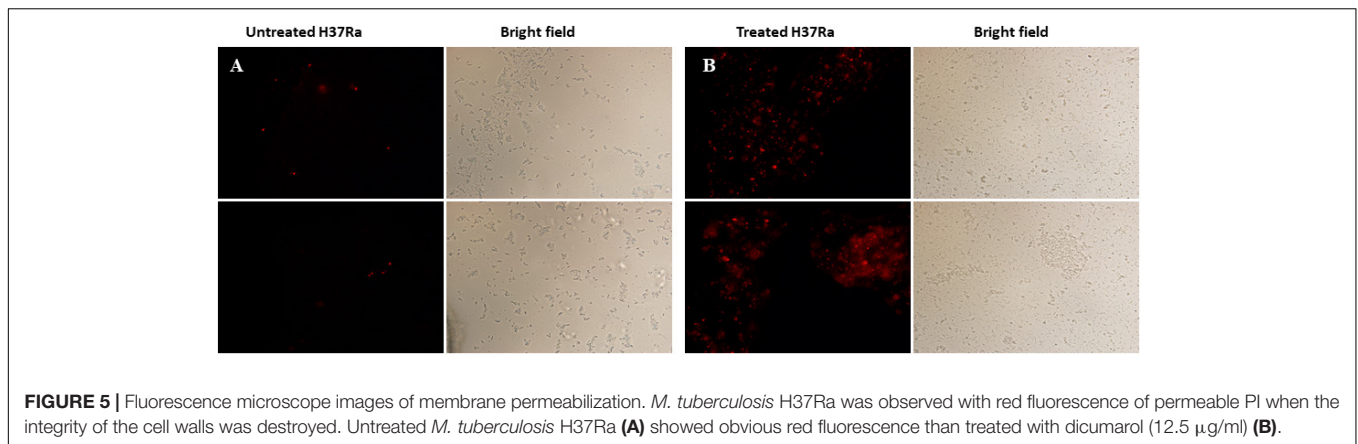 Untreated H37Ra Bright field Treated H37Ra Bright field
A B
FIGURE 5 | Fluorescence microscope images of membrane permeabilization. M. tuberculosis H37Ra was observed with red fluorescence of permeable PI when the
integrity of the cell walls was destroyed. Untreated M. tuberculosis H37Ra (A) showed obvious red fluorescence than treated with dicumarol (12.5 μg/ml) (B).